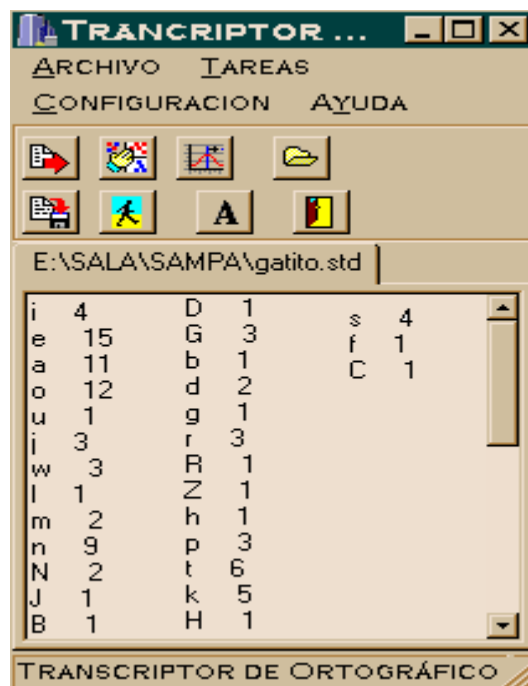 TRANCRIPTOR ...
ARCHIVO TAREAS
CONFIGURACION AYUDA
A
E:\SALA\SAMPA\gatito.std
i 4
e 15
a 11
o 12
u 1
j 3
w 3
l 1
m 2
n 9
N 2
J 1
B 1
D 1
G 3
b 1
d 2
g 1
r 3
R 1
Z 1
h 1
p 3
t 6
k 5
H 1
s 4
f 1
C 1
TRANSCRIPTOR DE ORTOGRÁFICO